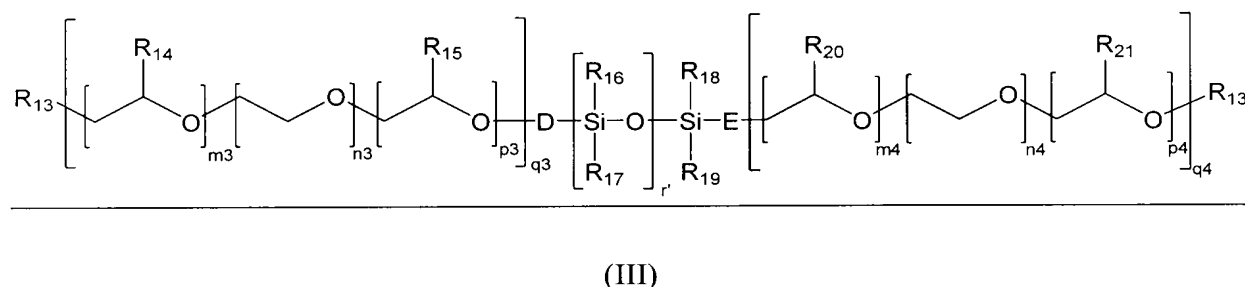 R14 R15 R16 R18 R20 R21
R13 O m3 O n3 O p3 q3 D Si O r' Si E O m4 O n4 O p4 q4 R13
R17 R19
(III)